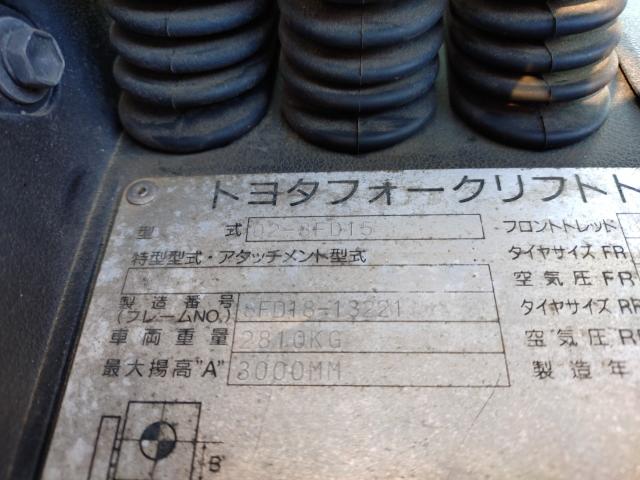 トヨタフォークリフトト
型 式 02-8FD15 フロントトレッド
特型型式・アタッチメント型式 タイヤサイズ FR
空気圧 FR
製造番号 8FD18-13221 タイヤサイズ RR
(フレームNO.)
車両重量 2810KG 空気圧 R
最大揚高"A" 3000MM 製造年
B